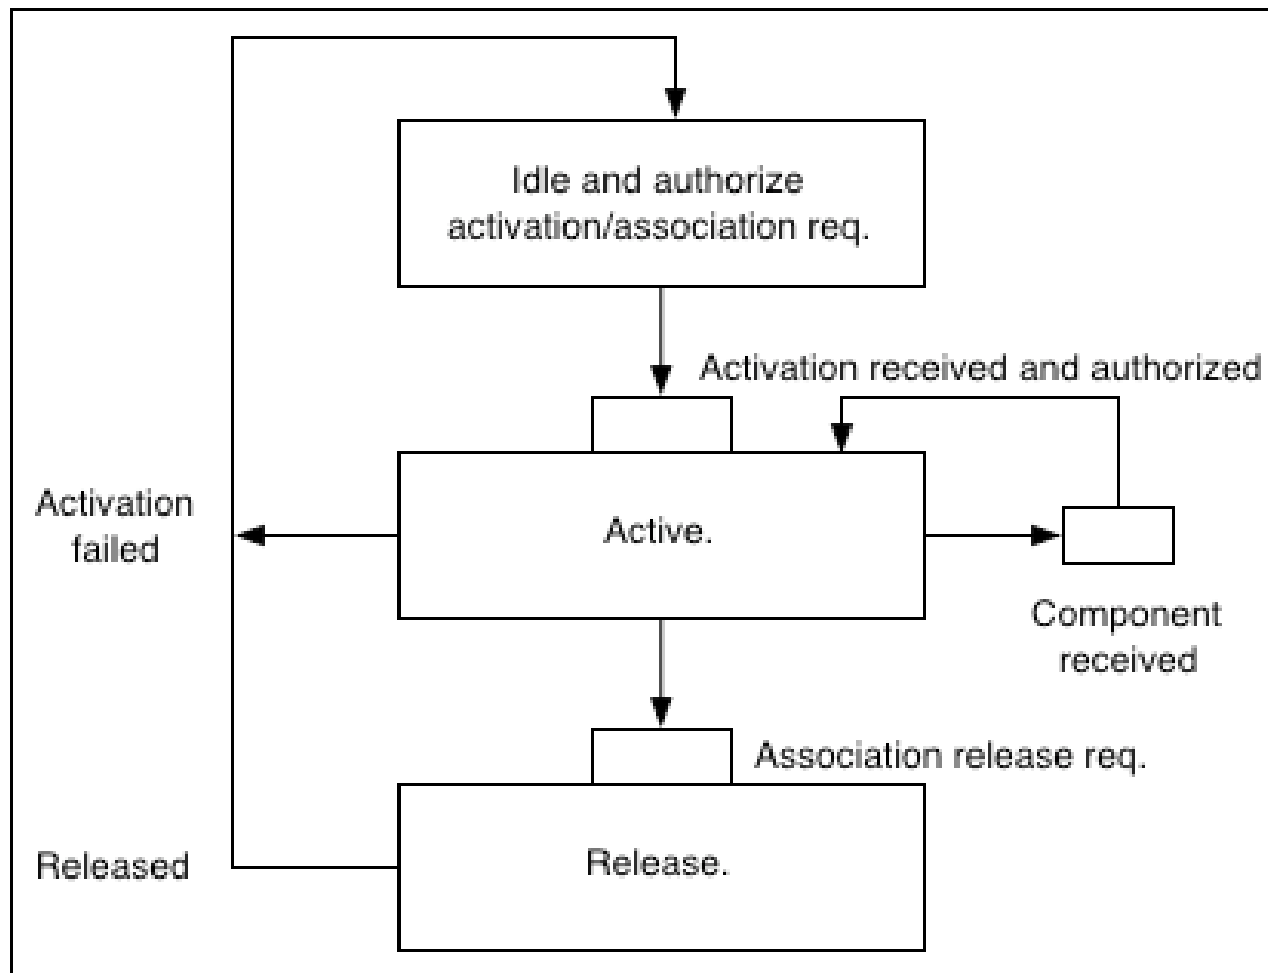 Idle and authorize
activation/association req.
Activation received and authorized
Activation
failed
Active.
Component
received
Association release req.
Released
Release.